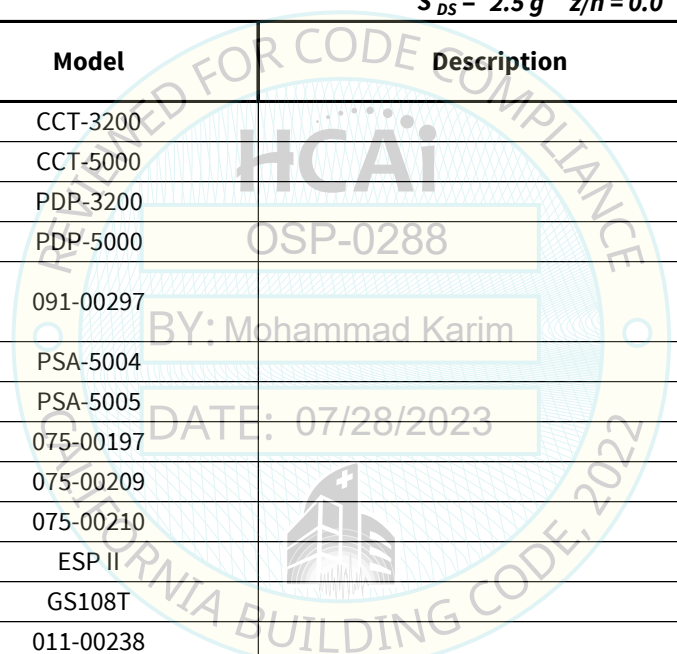 S DS = 2.5 g z/h = 0.0
Model Description
CCT-3200
CCT-5000
PDP-3200
PDP-5000
091-00297
PSA-5004
PSA-5005
075-00197
075-00209
075-00210
ESP II
GS108T
011-00238
REVIEWED FOR CODE COMPLIANCE
HCAi
OSP-0288
BY: Mohammad Karim
DATE: 07/28/2023
CALIFORNIA BUILDING CODE, 2022